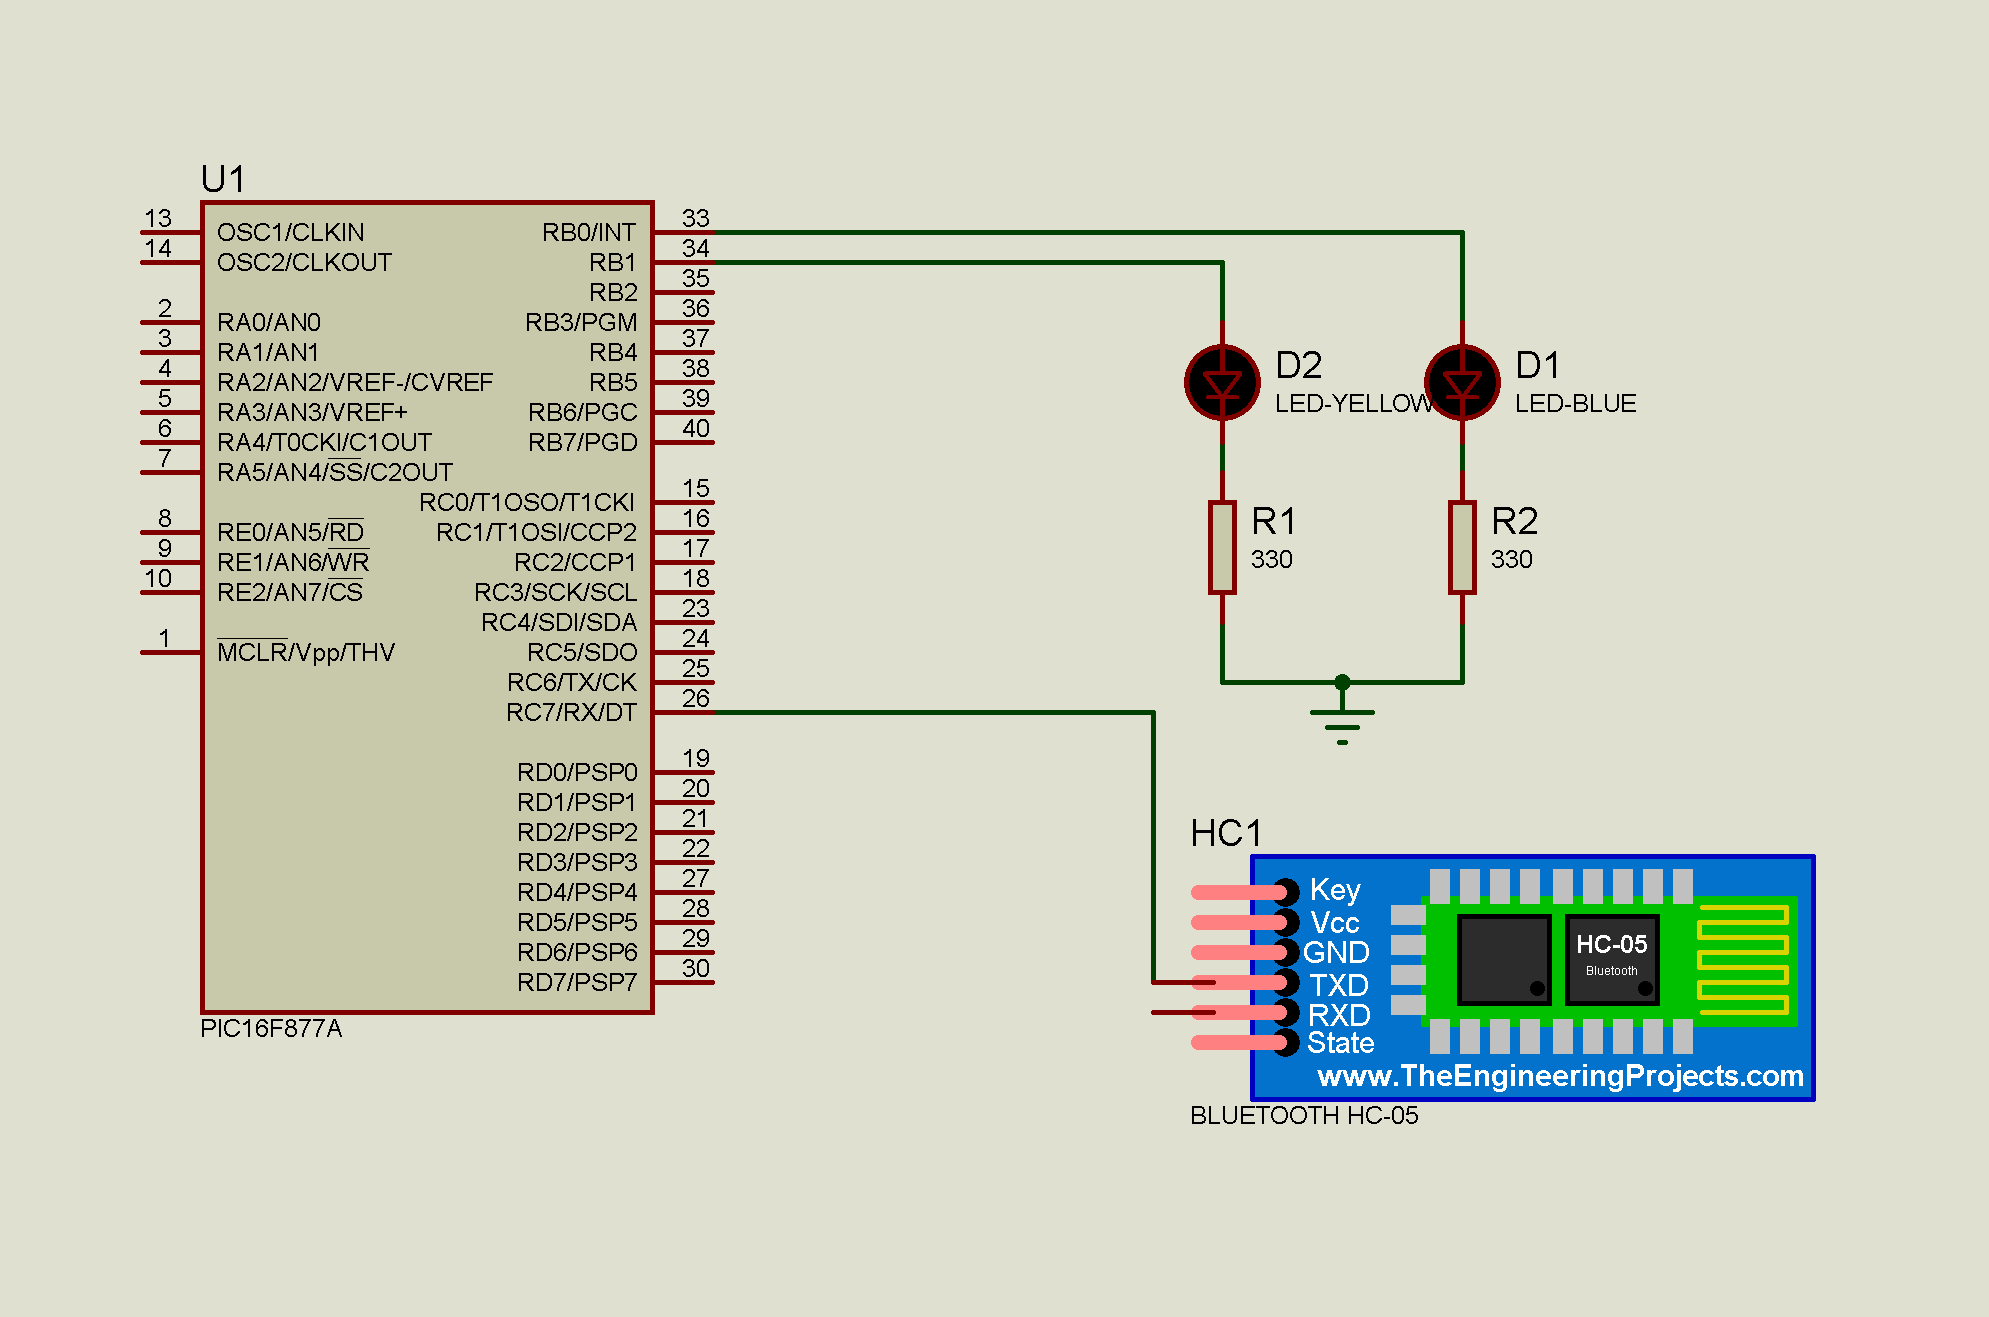 U1
13 OSC1/CLKIN RB0/INT 33
14 OSC2/CLKOUT RB1 34
RB2 35
2 RA0/AN0 RB3/PGM 36
3 RA1/AN1 RB4 37
4 RA2/AN2/VREF-/CVREF RB5 38
5 RA3/AN3/VREF+ RB6/PGC 39
6 RA4/T0CKI/C1OUT RB7/PGD 40
7 RA5/AN4/SS/C2OUT
RC0/T1OSO/T1CKI 15
8 RE0/AN5/RD RC1/T1OSI/CCP2 16
9 RE1/AN6/WR RC2/CCP1 17
10 RE2/AN7/CS RC3/SCK/SCL 18
RC4/SDI/SDA 23
1 MCLR/Vpp/THV RC5/SDO 24
RC6/TX/CK 25
RC7/RX/DT 26
RD0/PSP0 19
RD1/PSP1 20
RD2/PSP2 21
RD3/PSP3 22
RD4/PSP4 27
RD5/PSP5 28
RD6/PSP6 29
RD7/PSP7 30
PIC16F877A
D2
LED-YELLOW
D1
LED-BLUE
R1
330
R2
330
HC1
Key
Vcc
GND
TXD
RXD
State
HC-05
Bluetooth
www.TheEngineeringProjects.com
BLUETOOTH HC-05